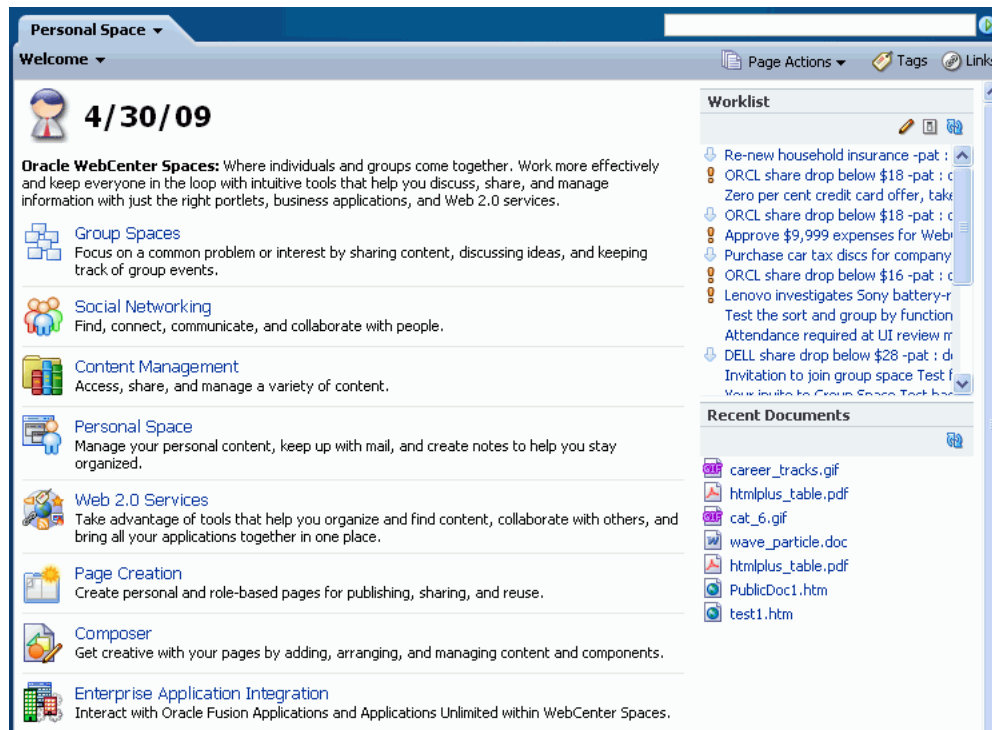 Personal Space
Welcome
Page Actions
Tags
Links
4/30/09
Oracle WebCenter Spaces: Where individuals and groups come together. Work more effectively
and keep everyone in the loop with intuitive tools that help you discuss, share, and manage
information with just the right portlets, business applications, and Web 2.0 services.
Group Spaces
Focus on a common problem or interest by sharing content, discussing ideas, and keeping
track of group events.
Social Networking
Find, connect, communicate, and collaborate with people.
Content Management
Access, share, and manage a variety of content.
Personal Space
Manage your personal content, keep up with mail, and create notes to help you stay
organized.
Web 2.0 Services
Take advantage of tools that help you organize and find content, collaborate with others, and
bring all your applications together in one place.
Page Creation
Create personal and role-based pages for publishing, sharing, and reuse.
Composer
Get creative with your pages by adding, arranging, and managing content and components.
Enterprise Application Integration
Interact with Oracle Fusion Applications and Applications Unlimited within WebCenter Spaces.
Worklist
Re-new household insurance -pat :
ORCL share drop below $18 -pat : c
Zero per cent credit card offer, take
ORCL share drop below $18 -pat : c
Approve $9,999 expenses for Web
Purchase car tax discs for company
ORCL share drop below $16 -pat : c
Lenovo investigates Sony battery-r
Test the sort and group by function
Attendance required at UI review m
DELL share drop below $28 -pat : d
Invitation to join group space Test f
Your invite to Group Space Test
Recent Documents
career_tracks.gif
htmlplus_table.pdf
cat_6.gif
wave_particle.doc
htmlplus_table.pdf
PublicDoc1.htm
test1.htm